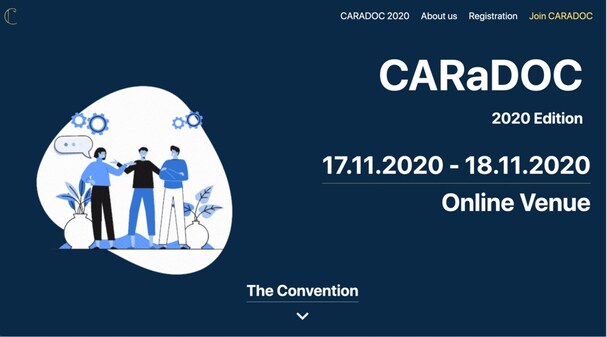 CARADOC 2020 About us Registration Join CARADOC
CARaDOC
2020 Edition
17.11.2020 - 18.11.2020
Online Venue
The Convention